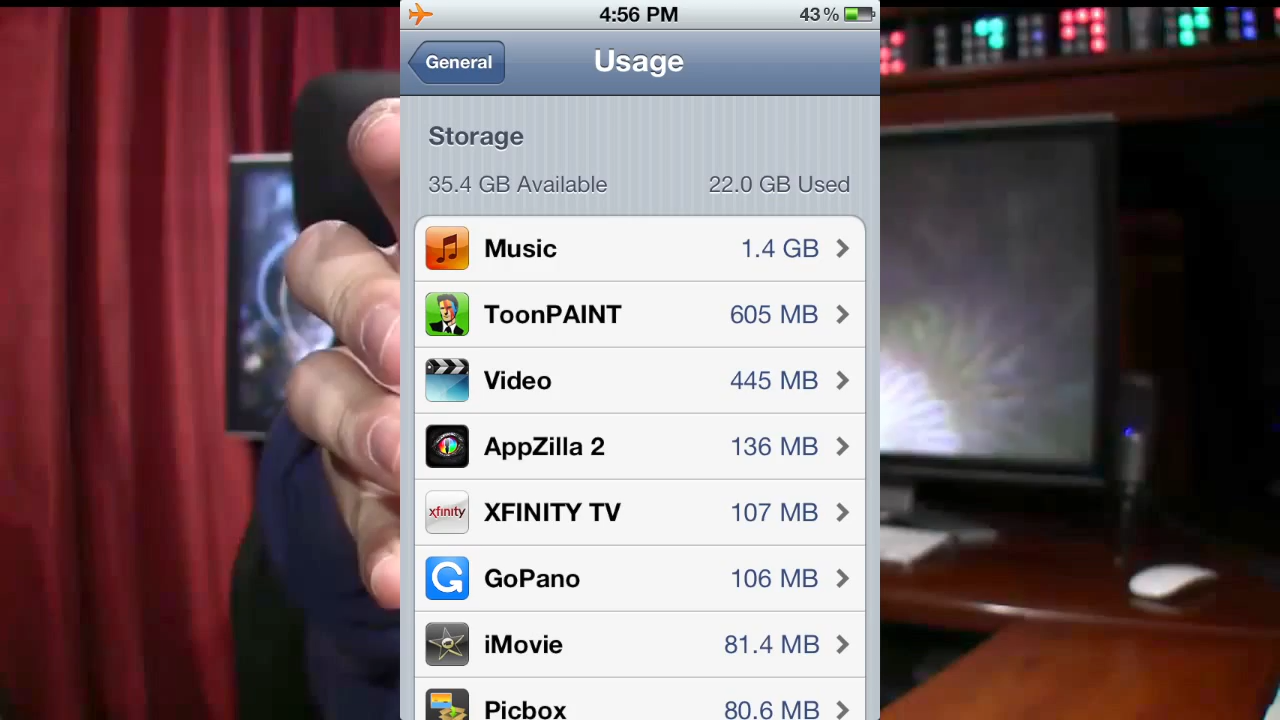 4:56 PM
43 %
General
Usage
Storage
35.4 GB Available
22.0 GB Used
Music
1.4 GB
ToonPAINT
605 MB
Video
445 MB
AppZilla 2
136 MB
xfinity
XFINITY TV
107 MB
G
GoPano
106 MB
iMovie
81.4 MB
Picbox
80.6 MB